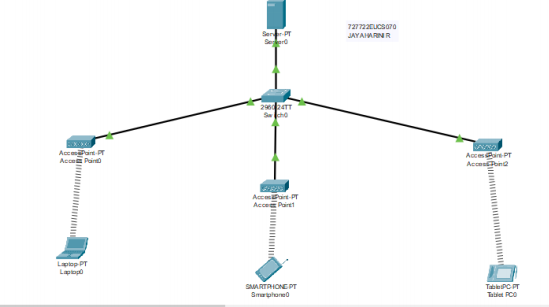 Server-PT
Server0
727722EUCS070
JAYAHARINI R
2960-24TT
Switch0
AccessPoint-PT
Access Point0
AccessPoint-PT
Access Point2
AccessPoint-PT
Access Point1
Laptop-PT
Laptop0
SMARTPHONE-PT
Smartphone0
TabletPC-PT
Tablet PC0